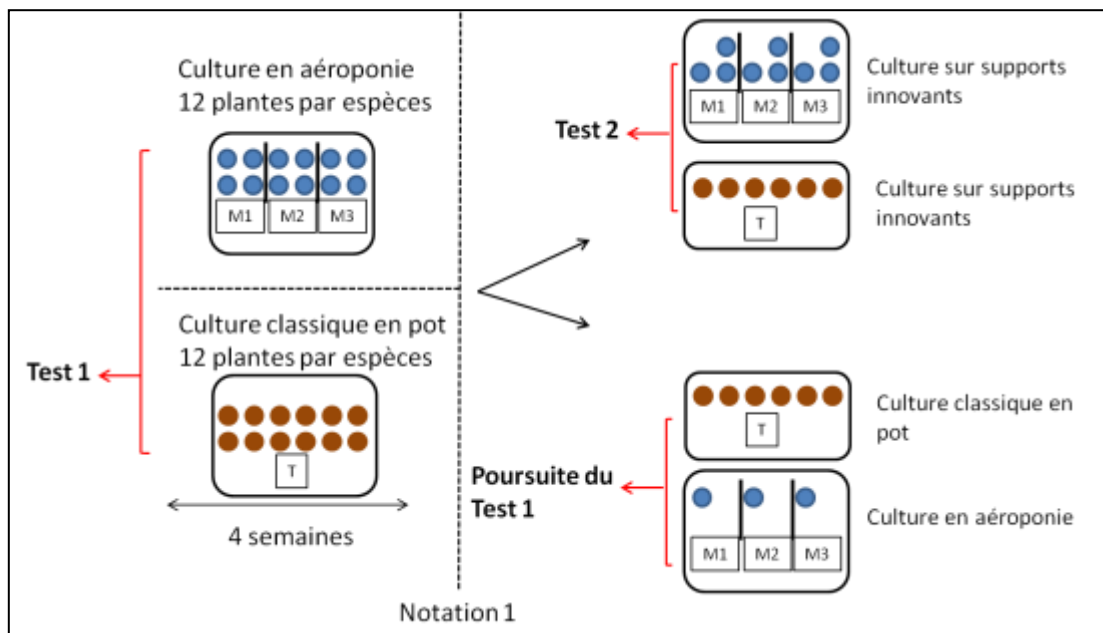 Culture en aéroponie
12 plantes par espèces
M1 M2 M3
Test 1
Culture classique en pot
12 plantes par espèces
T
4 semaines
Notation 1
M1 M2 M3
Culture sur supports
innovants
Test 2
T
Culture sur supports
innovants
T
Culture classique en
pot
Poursuite du
Test 1
M1 M2 M3
Culture en aéroponie